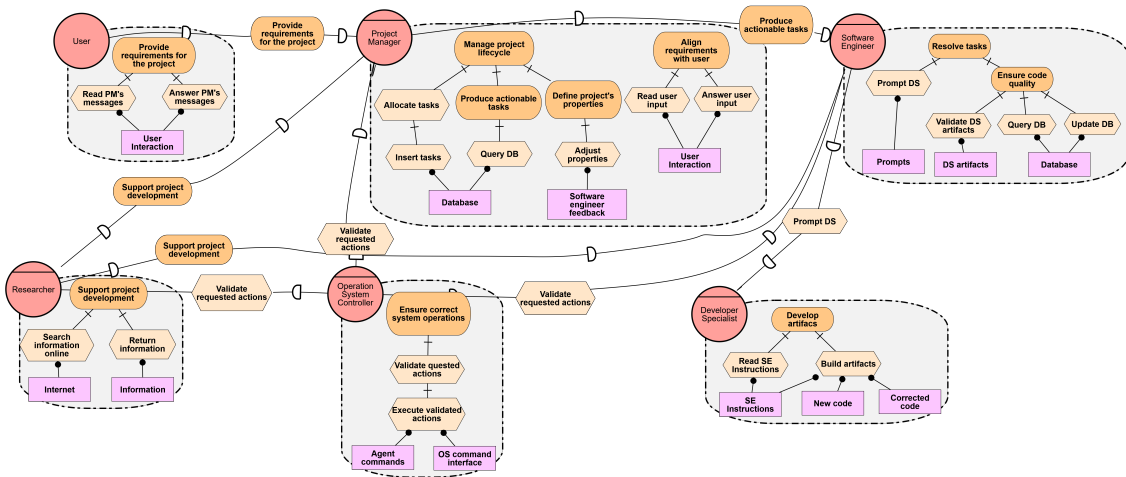 User
Provide
requirements for
the project
Read PM's
messages
Answer PM's
messages
User
Interaction
Provide
requirements
for the project
Project
Manager
Manage project
lifecycle
Allocate tasks
Produce actionable
tasks
Define project's
properties
Insert tasks
Query DB
Adjust
properties
Database
Software
engineer
feedback
Align
requirements
with user
Read user
input
Answer user
input
User
Interaction
Produce
actionable tasks
Software
Engineer
Resolve tasks
Prompt DS
Ensure code
quality
Validate DS
artifacts
Query DB
Update DB
Prompts
DS artifacts
Database
Support project
development
Support project
development
Validate
requested
actions
Prompt DS
Researcher
Support project
development
Search
information
online
Return
information
Internet
Information
Validate
requested actions
Operation
System
Controller
Ensure correct
system operations
Validate quested
actions
Execute validated
actions
Agent
commands
OS command
interface
Validate
requested actions
Developer
Specialist
Develop
artifacs
Read SE
Instructions
Build artifacts
SE
Instructions
New code
Corrected
code